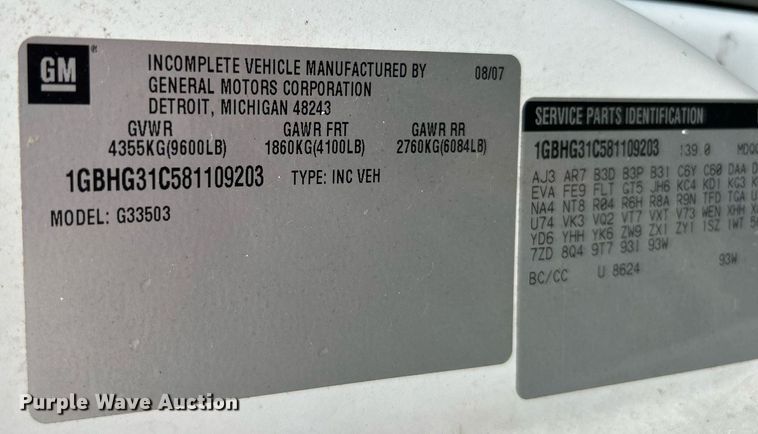 GM
®
INCOMPLETE VEHICLE MANUFACTURED BY
08/07
GENERAL MOTORS CORPORATION
DETROIT, MICHIGAN 48243
GVWR GAWR FRT GAWR RR
4355KG(9600LB) 1860KG(4100LB) 2760KG(6084LB)
1GBHG31C581109203 TYPE: INC VEH
MODEL: G33503
SERVICE PARTS IDENTIFICATION
1GBHG31C581109203 139.0 MDQU
AJ3 AR7 B3D B3P B3I C6Y C60 DAA
EVA FE9 FLT GT5 JH6 KC4 KD1 KG3
NA4 NT8 R04 R6H R8A R9N TFD TGA
U74 VK3 VQ2 VT7 VXT V73 WEN XHH
YD6 YHH YK6 ZW9 ZX1 ZY1 1SZ 1WT
7ZD 8Q4 9T7 93I 93W
BC/CC U 8624 93W
Purple Wave Auction